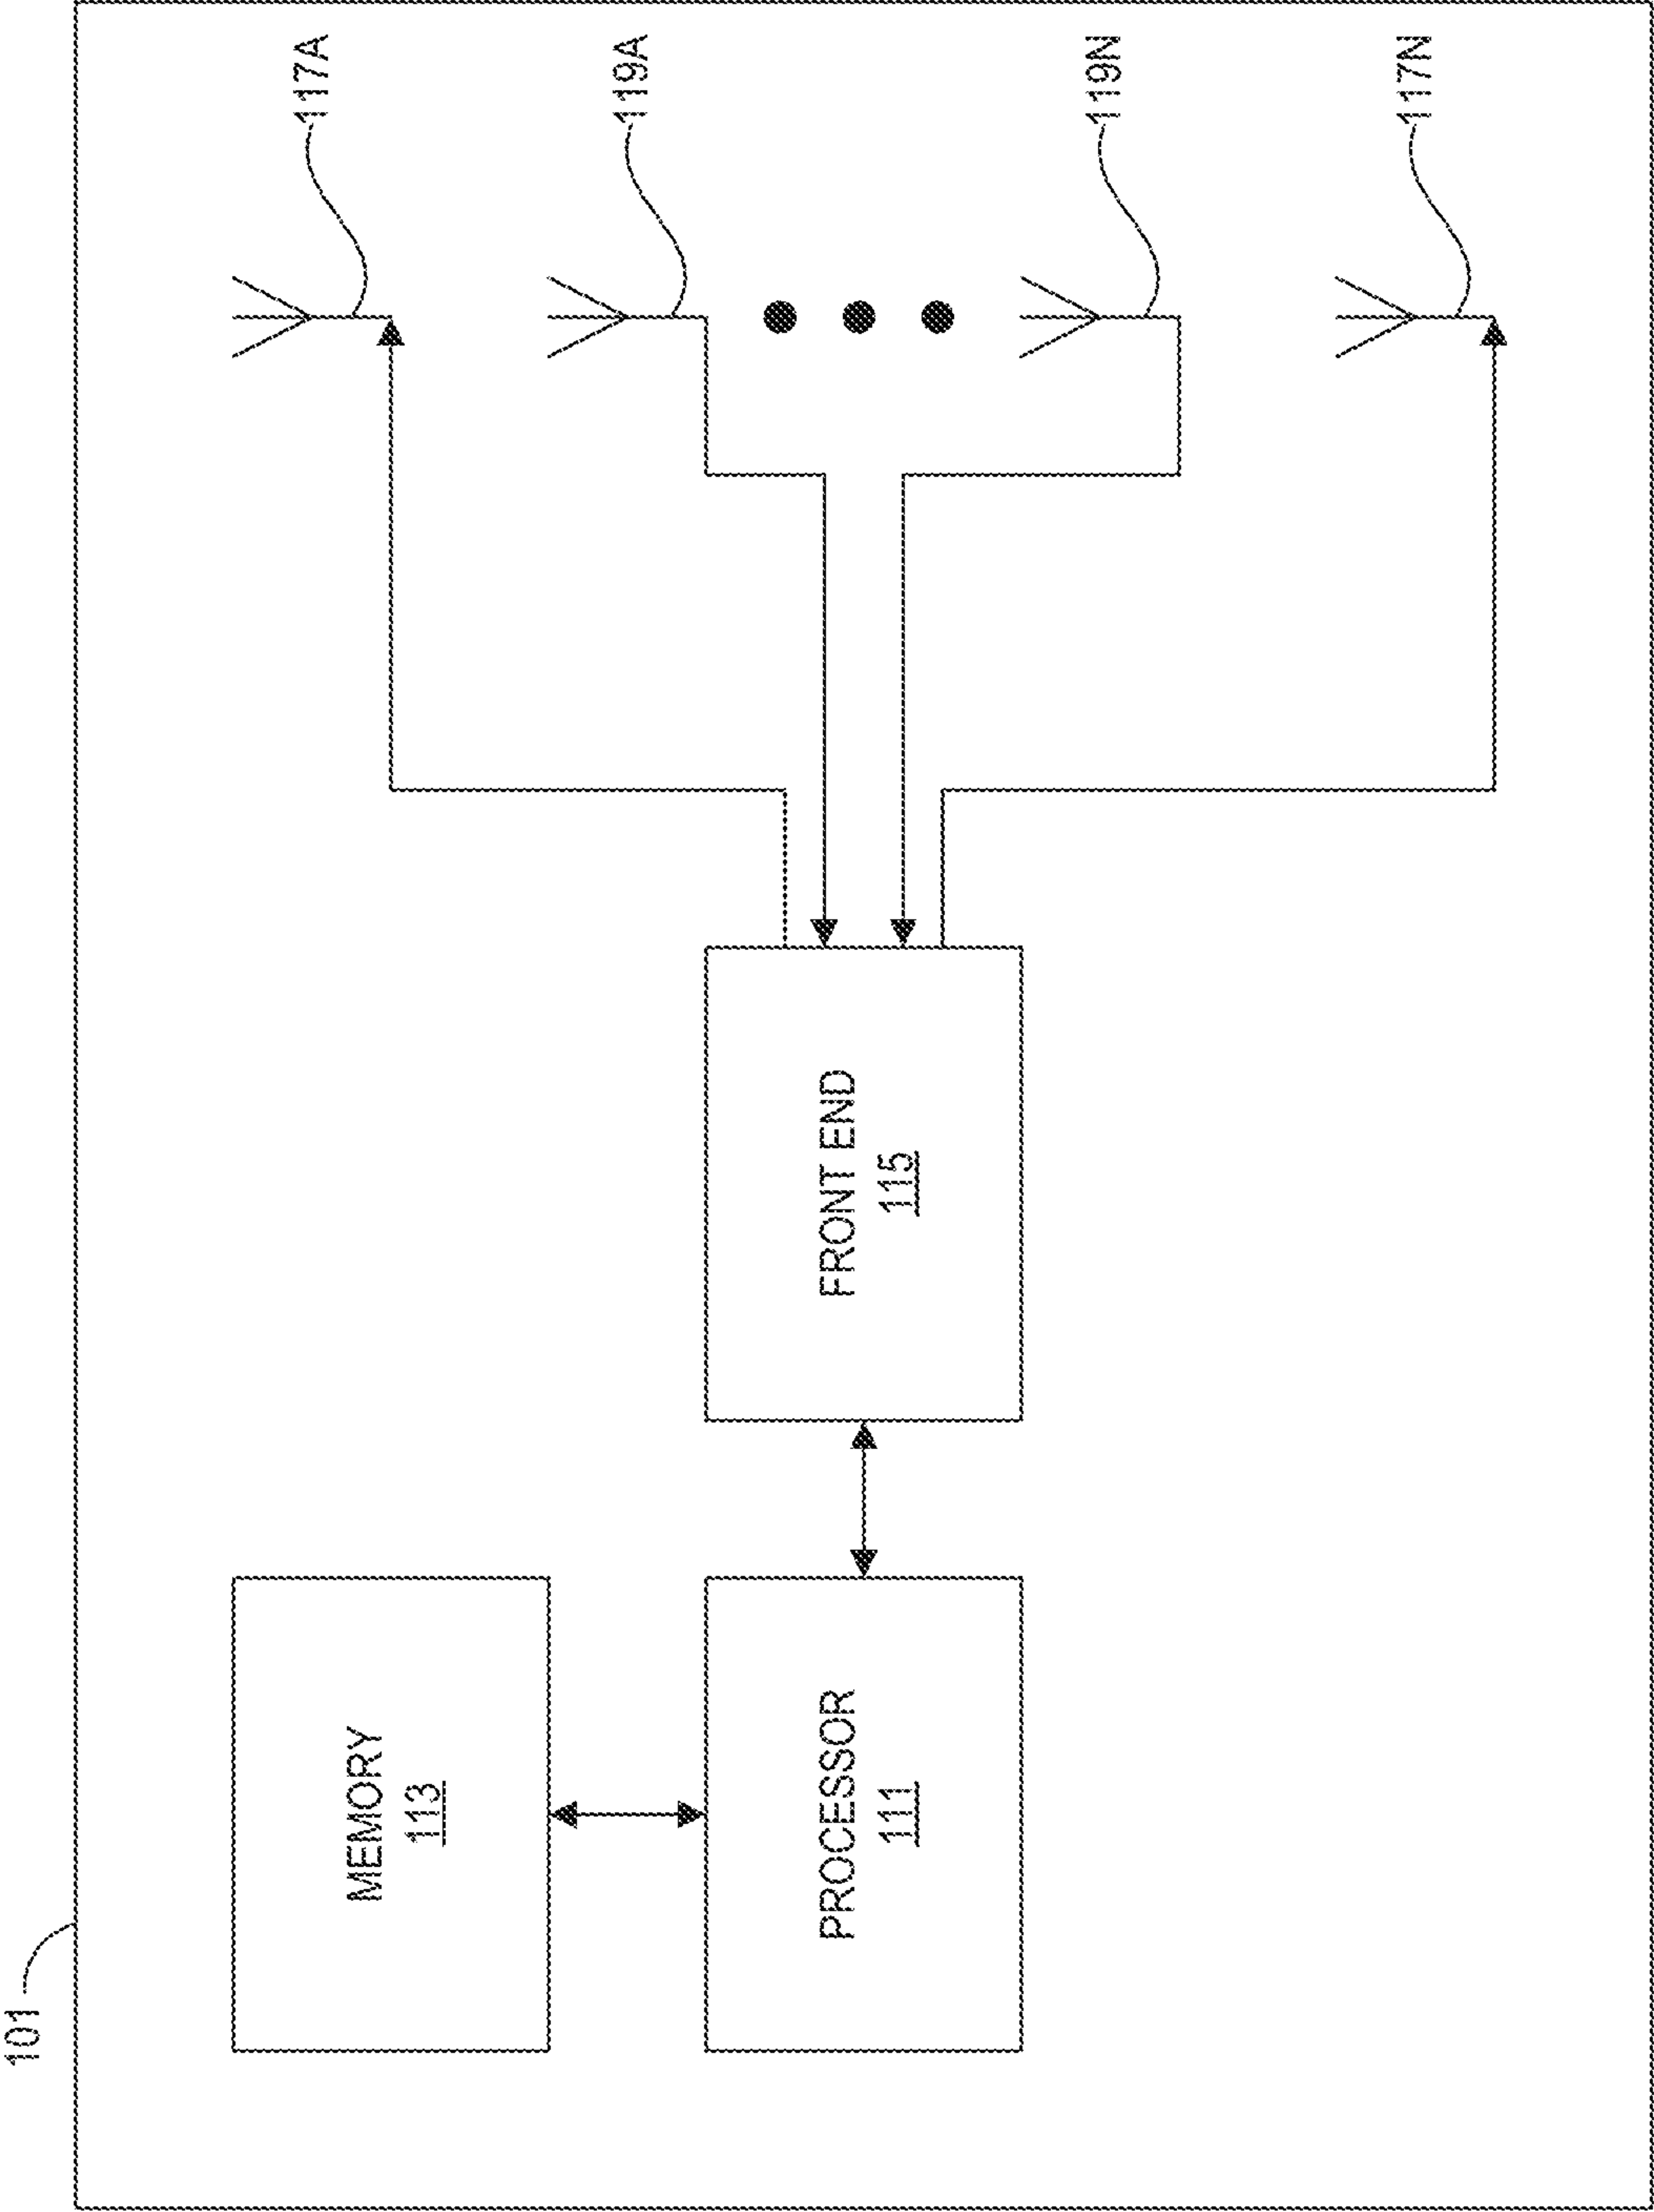 101
MEMORY
113
PROCESSOR
111
FRONT END
115
117A
119A
119N
117N